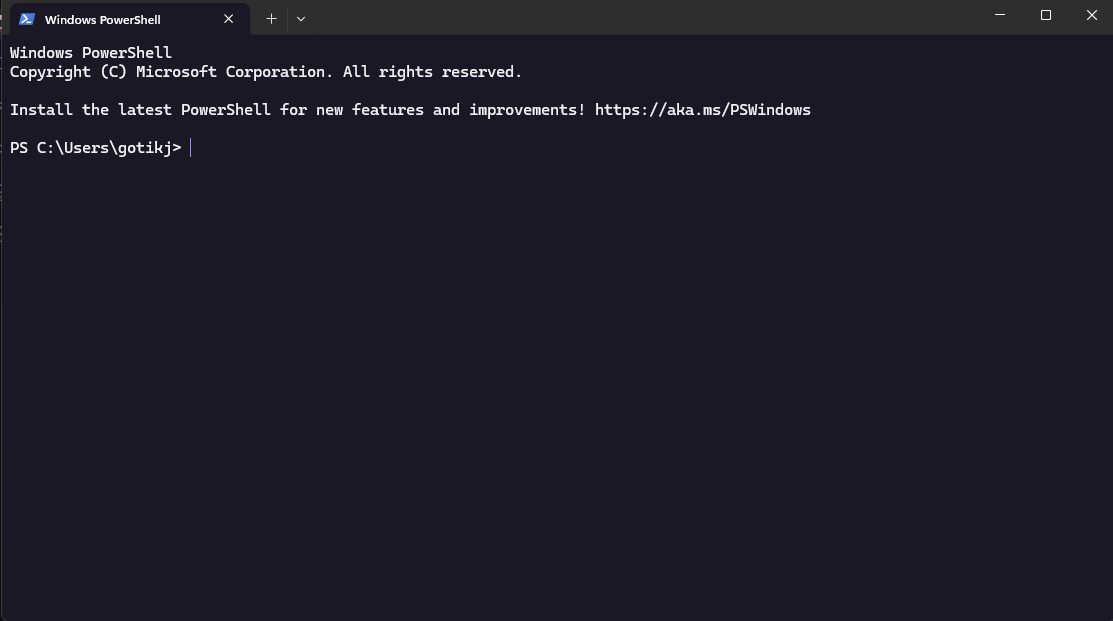 Windows PowerShell
Windows PowerShell
Copyright (C) Microsoft Corporation. All rights reserved.
Install the latest PowerShell for new features and improvements! https://aka.ms/PSWindows
PS C:\Users\gotikj>